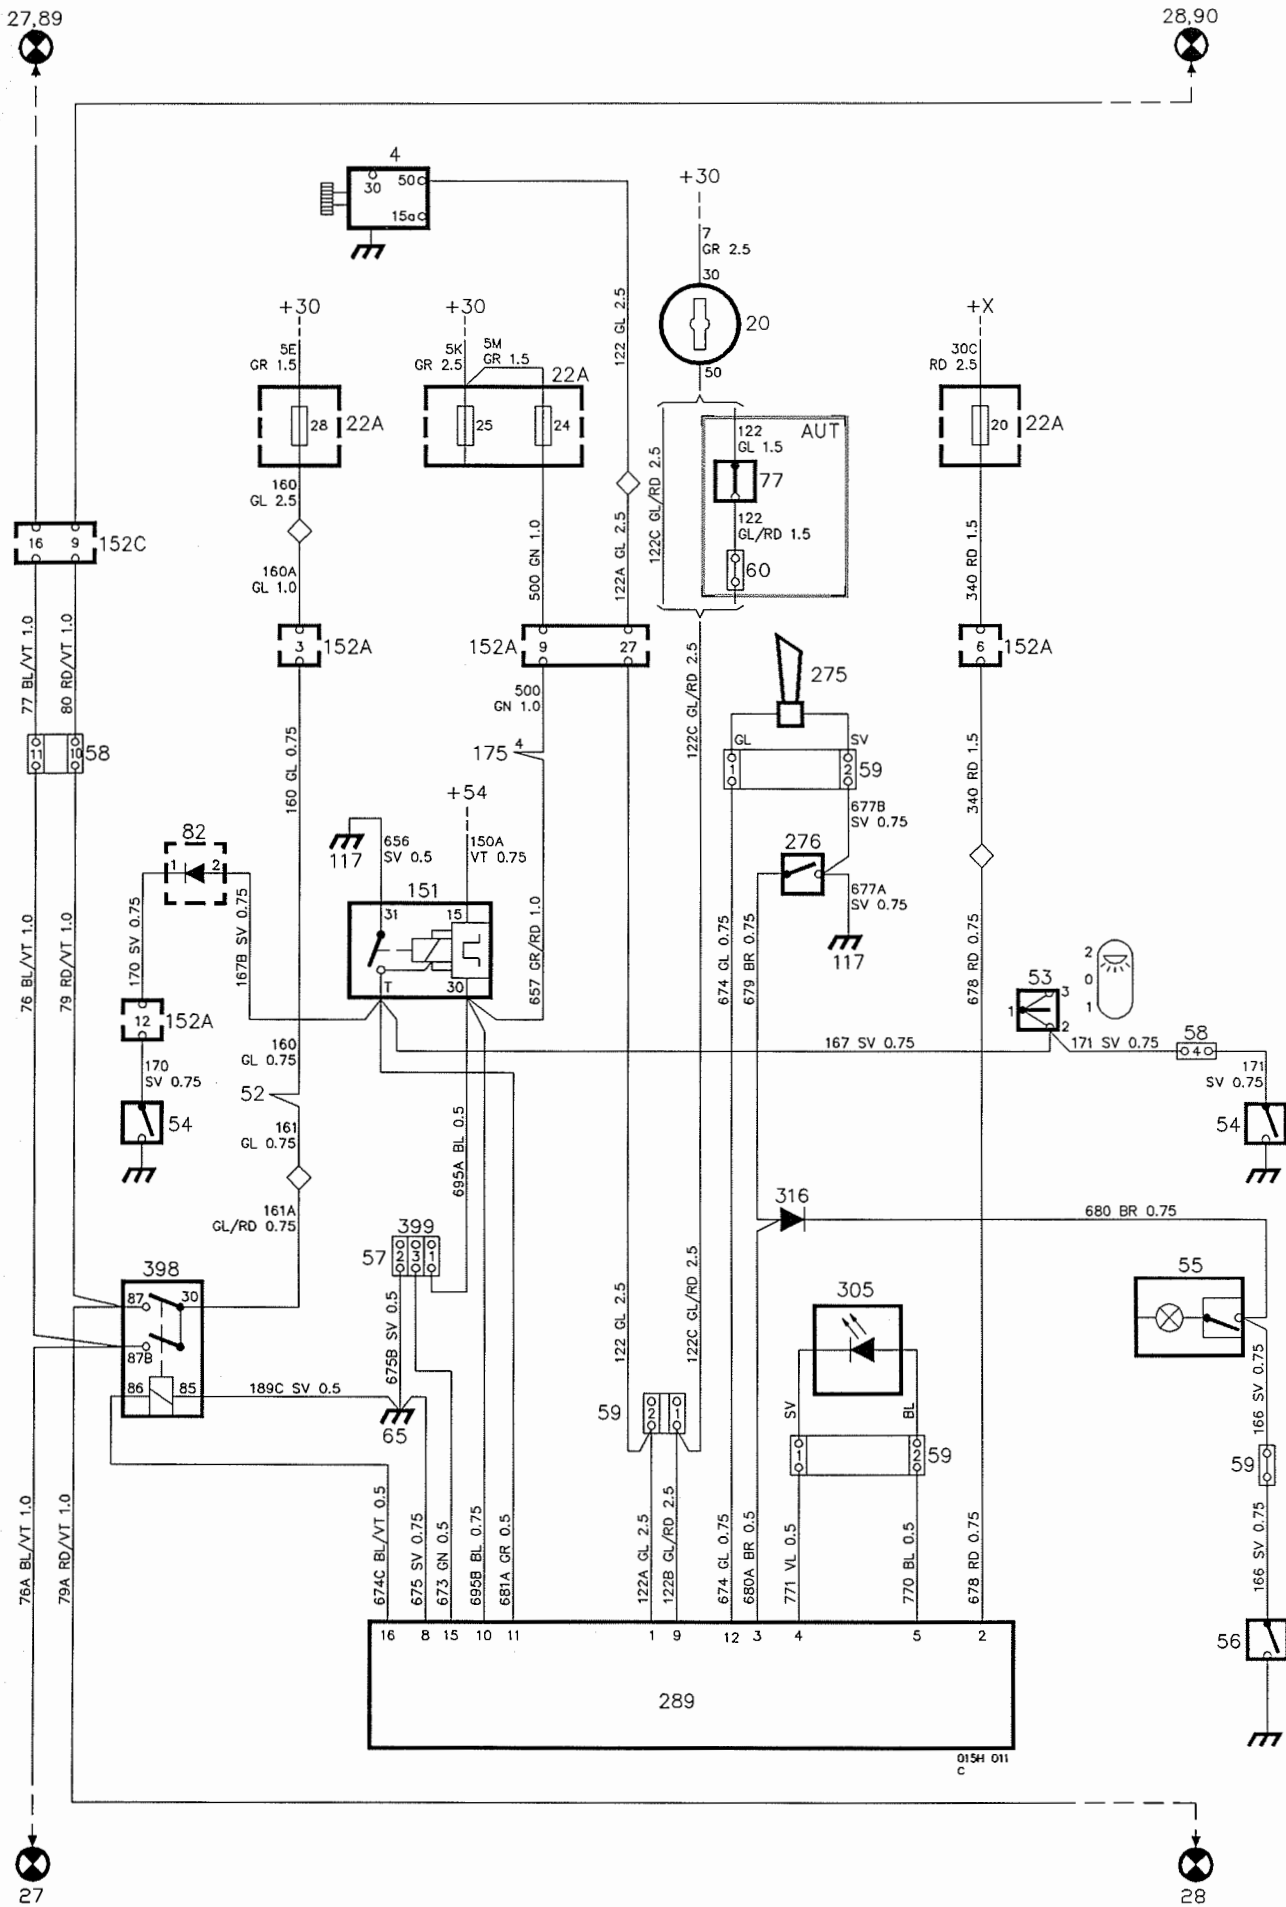 27,89
28,90
4
30
50
15a
+30
7
GR 2.5
30
20
50
+30
5E
GR 1.5
28
22A
160
GL 2.5
160A
GL 1.0
3
152A
+30
5K
GR 2.5
5M
GR 1.5
22A
25
24
500 GN 1.0
122 GL 2.5
122A GL 2.5
122C GL/RD 2.5
122
GL 1.5
AUT
77
122
GL/RD 1.5
60
+X
30C
RD 2.5
20
22A
340 RD 1.5
6
152A
16
9
152C
77 BL/VT 1.0
80 RD/VT 1.0
11
10
58
152A
9
27
500
GN 1.0
175
4
122C GL/RD 2.5
275
GL
SV
1
2
59
677B
SV 0.75
276
677A
SV 0.75
117
340 RD 1.5
160 GL 0.75
82
1
2
170 SV 0.75
167B SV 0.75
12
152A
170
SV 0.75
54
117
656
SV 0.5
+54
150A
VT 0.75
151
31
15
T
30
657 GR/RD 1.0
76 BL/VT 1.0
79 RD/VT 1.0
160
GL 0.75
52
161
GL 0.75
161A
GL/RD 0.75
674 GL 0.75
679 BR 0.75
678 RD 0.75
53
1
3
2
2
0
1
167 SV 0.75
171 SV 0.75
58
4
171
SV 0.75
54
695A BL 0.5
399
57
2
3
1
675B SV 0.5
316
680 BR 0.75
398
87
30
87B
86
85
189C SV 0.5
65
122 GL 2.5
122C GL/RD 2.5
59
2
1
305
SV
BL
1
2
59
55
166 SV 0.75
59
1
166 SV 0.75
56
76A BL/VT 1.0
79A RD/VT 1.0
674C BL/VT 0.5
675 SV 0.75
673 GN 0.5
695B BL 0.75
681A GR 0.5
122A GL 2.5
122B GL/RD 2.5
674 GL 0.75
680A BR 0.5
771 VL 0.5
770 BL 0.5
678 RD 0.75
16
8
15
10
11
1
9
12
3
4
5
2
289
015H 011
C
27
28